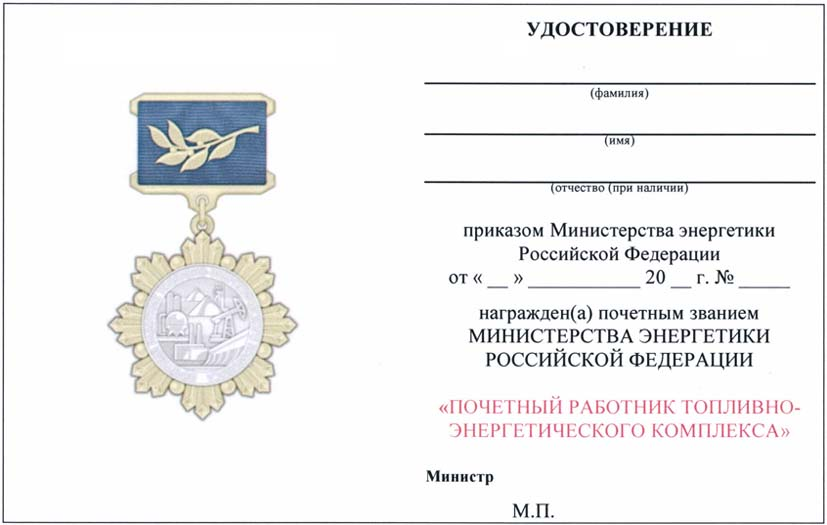 УДОСТОВЕРЕНИЕ
(фамилия)
(имя)
(отчество (при наличии)
приказом Министерства энергетики
Российской Федерации
от « __ » ___________ 20 __ г. № _____
награжден(а) почетным званием
МИНИСТЕРСТВА ЭНЕРГЕТИКИ
РОССИЙСКОЙ ФЕДЕРАЦИИ
«ПОЧЕТНЫЙ РАБОТНИК ТОПЛИВНО-
ЭНЕРГЕТИЧЕСКОГО КОМПЛЕКСА»
Министр
М.П.